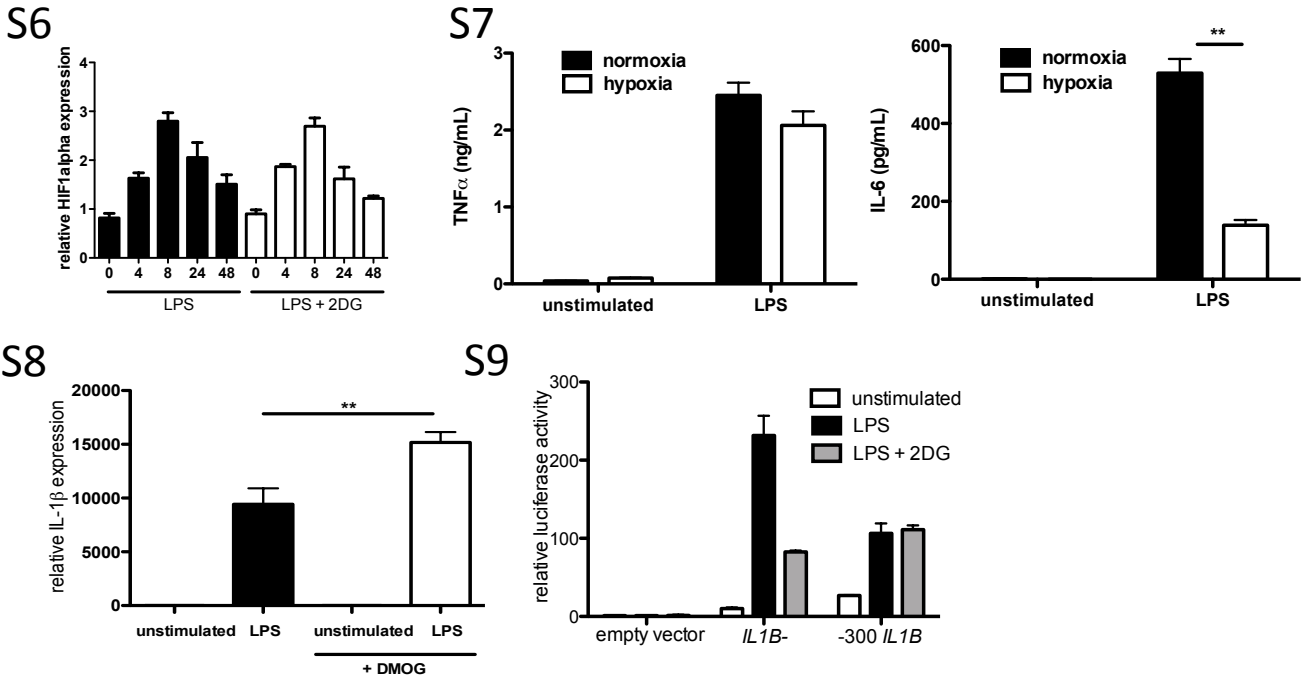 S6
relative HIF1alpha expression
4
3
2
1
0
0 4 8 24 48 0 4 8 24 48
LPS LPS + 2DG
S7
TNFα (ng/mL)
3
2
1
0
normoxia
hypoxia
unstimulated LPS
IL-6 (pg/mL)
600
400
200
0
normoxia
hypoxia
**
unstimulated LPS
S8
relative IL-1β expression
20000
15000
10000
5000
0
**
unstimulated LPS unstimulated LPS
+ DMOG
S9
relative luciferase activity
300
200
100
0
unstimulated
LPS
LPS + 2DG
empty vector IL1B- -300 IL1B